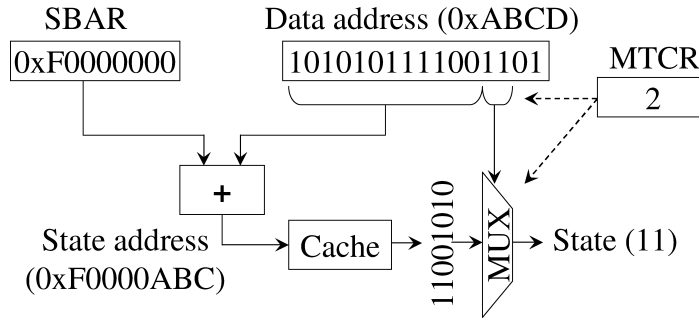 SBAR
Data address (0xABCD)
0xF0000000
1010101111001101
MTCR
2
+
State address
(0xF0000ABC)
Cache
11001010
MUX
State (11)